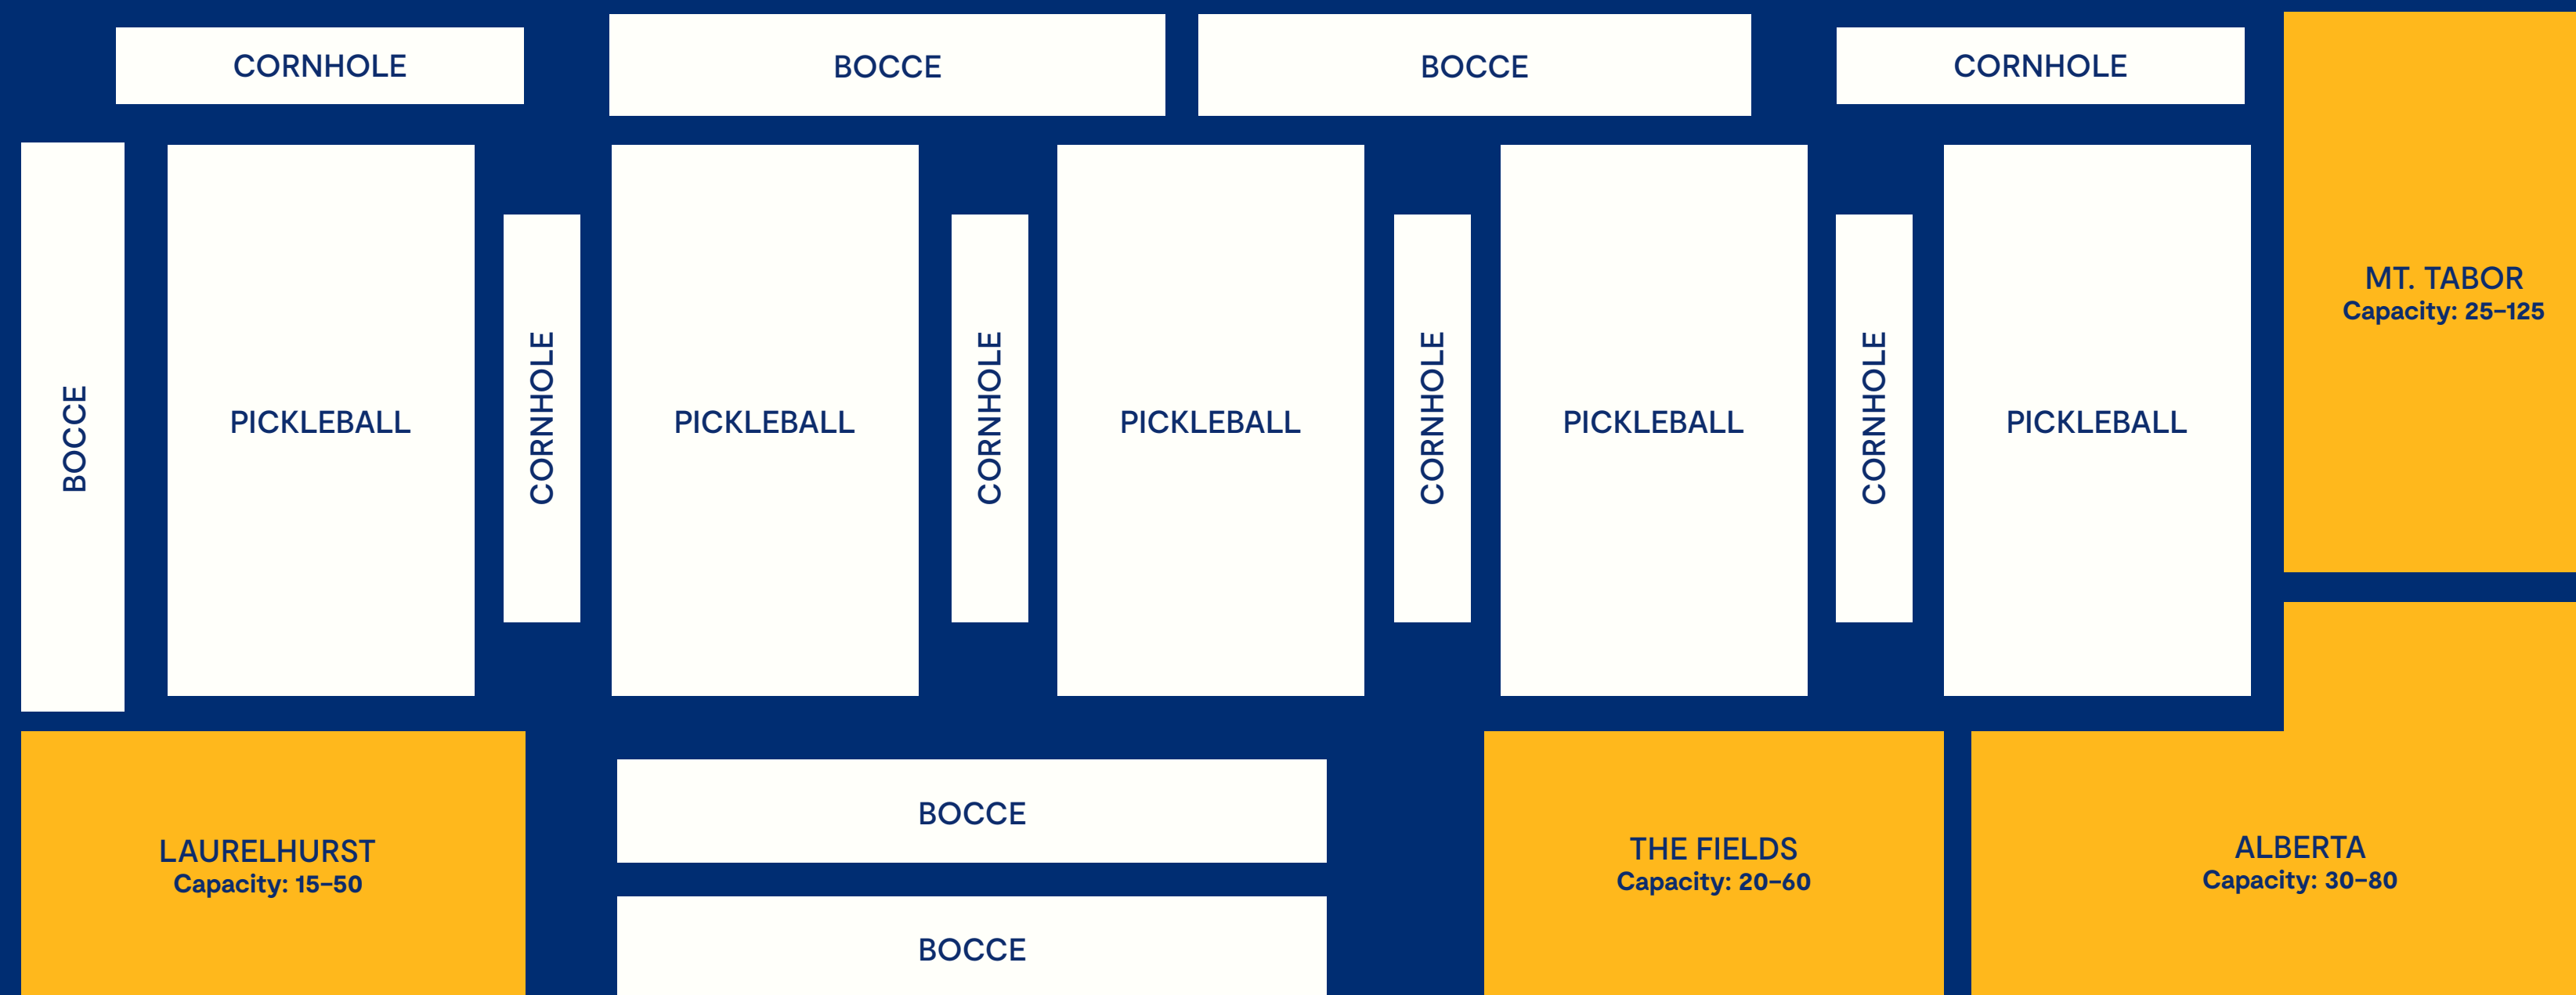 CORNHOLE
BOCCE
BOCCE
CORNHOLE
BOCCE
PICKLEBALL
CORNHOLE
PICKLEBALL
CORNHOLE
PICKLEBALL
CORNHOLE
PICKLEBALL
CORNHOLE
PICKLEBALL
MT. TABOR
Capacity: 25–125
LAURELHURST
Capacity: 15–50
BOCCE
BOCCE
THE FIELDS
Capacity: 20–60
ALBERTA
Capacity: 30–80